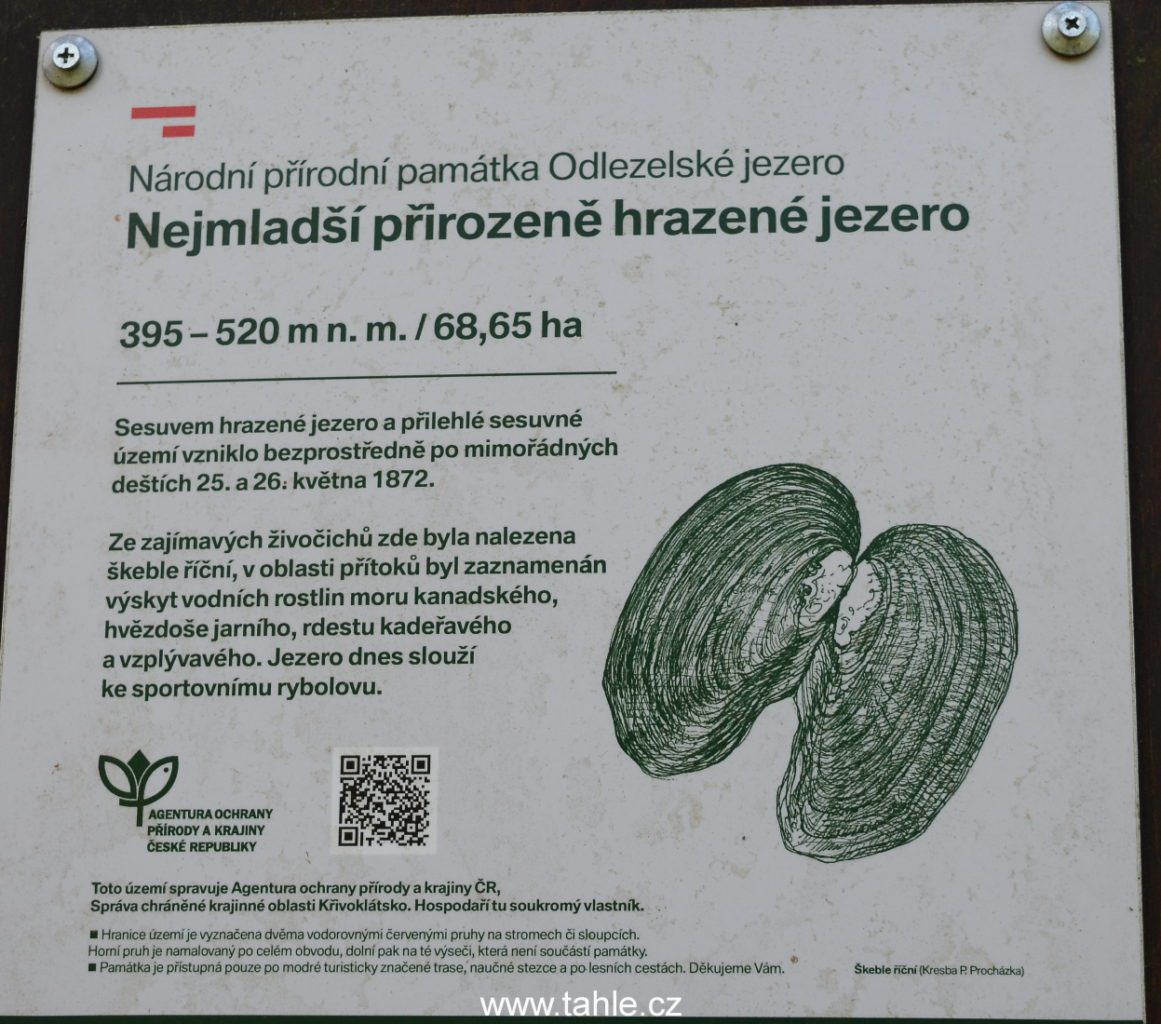 Národní přírodní památka Odlezelské jezero
Nejmladší přirozeně hrazené jezero
395 – 520 m n. m. / 68,65 ha
Sesuvem hrazené jezero a přilehlé sesuvné
území vzniklo bezprostředně po mimořádných
deštích 25. a 26. května 1872.
Ze zajímavých živočichů zde byla nalezena
škeble říční, v oblasti přítoků byl zaznamenán
výskyt vodních rostlin moru kanadského,
hvězdoše jarního, rdestu kadeřavého
a vzplývavého. Jezero dnes slouží
ke sportovnímu rybolovu.
AGENTURA OCHRANY
PŘÍRODY A KRAJINY
ČESKÉ REPUBLIKY
Toto území spravuje Agentura ochrany přírody a krajiny ČR,
Správa chráněné krajinné oblasti Křivoklátsko. Hospodaří tu soukromý vlastník.
■ Hranice území je vyznačena dvěma vodorovnými červenými pruhy na stromech či sloupcích.
Horní pruh je namalovaný po celém obvodu, dolní pak na té výseči, která není součástí památky.
■ Památka je přístupná pouze po modré turisticky značené trase, naučné stezce a po lesních cestách. Děkujeme Vám.
Škeble říční (Kresba P. Procházka)
www.tahle.cz